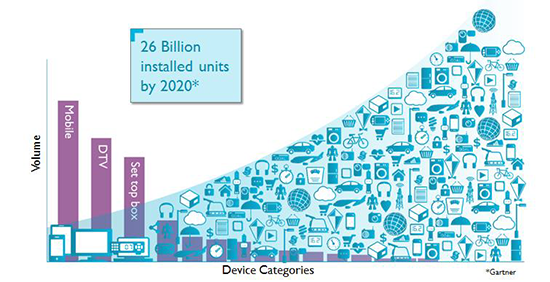 26 Billion
installed units
by 2020*
Volume
Mobile
DTV
Set top box
Device Categories
*Gartner